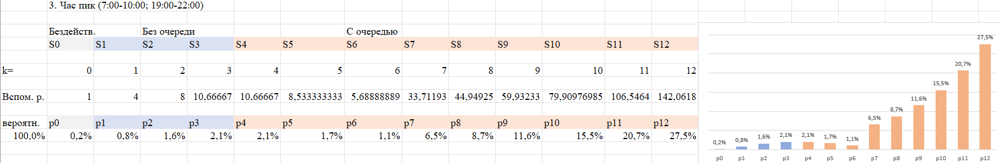 3. Час пик (7:00-10:00; 19:00-22:00)
Бездейств. Без очереди С очередью
S0 S1 S2 S3 S4 S5 S6 S7 S8 S9 S10 S11 S12
k= 0 1 2 3 4 5 6 7 8 9 10 11 12
Вспом. р. 1 4 8 10,66667 10,66667 8,533333333 5,68888889 33,71193 44,94925 59,93233 79,90976985 106,5464 142,0618
вероятн. p0 p1 p2 p3 p4 p5 p6 p7 p8 p9 p10 p11 p12
100,0% 0,2% 0,8% 1,6% 2,1% 2,1% 1,7% 1,1% 6,5% 8,7% 11,6% 15,5% 20,7% 27,5%
0,2% 0,8% 1,6% 2,1% 2,1% 1,7% 1,1% 6,5% 8,7% 11,6% 15,5% 20,7% 27,5%
p0 p1 p2 p3 p4 p5 p6 p7 p8 p9 p10 p11 p12